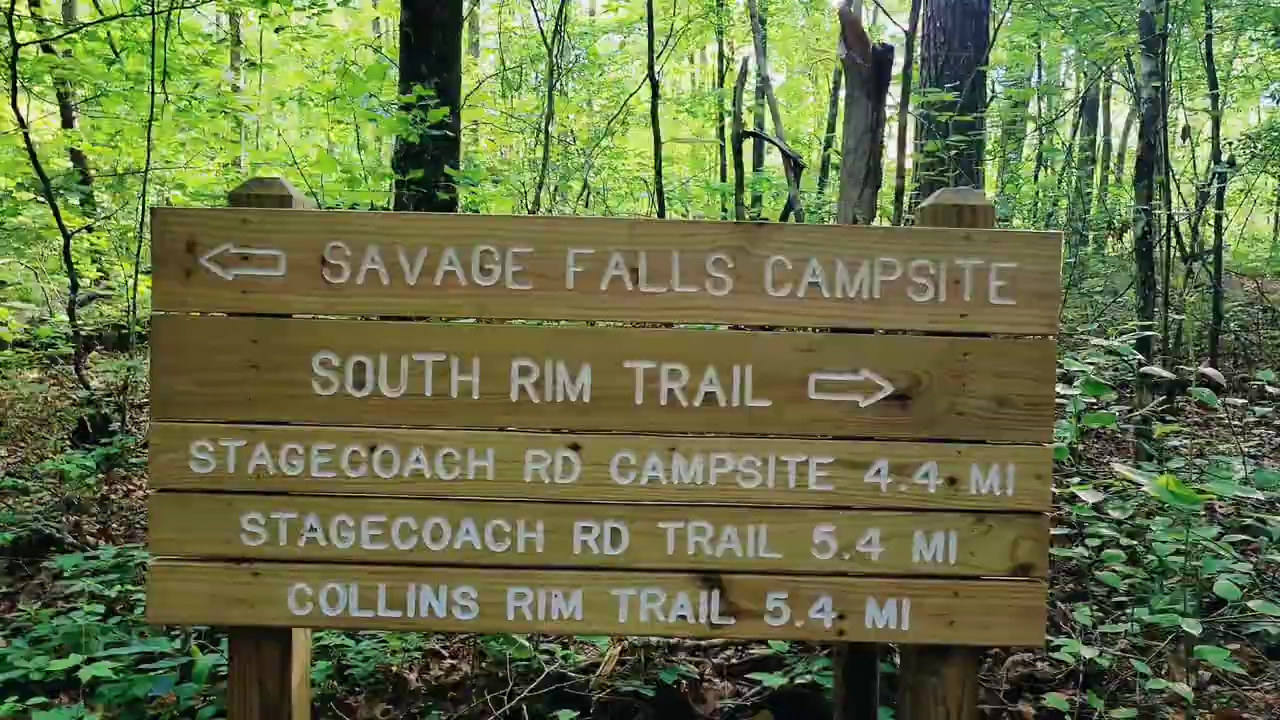 SAVAGE FALLS CAMPSITE
SOUTH RIM TRAIL
STAGECOACH RD CAMPSITE 4.4 MI
STAGECOACH RD TRAIL 5.4 MI
COLLINS RIM TRAIL 5.4 MI